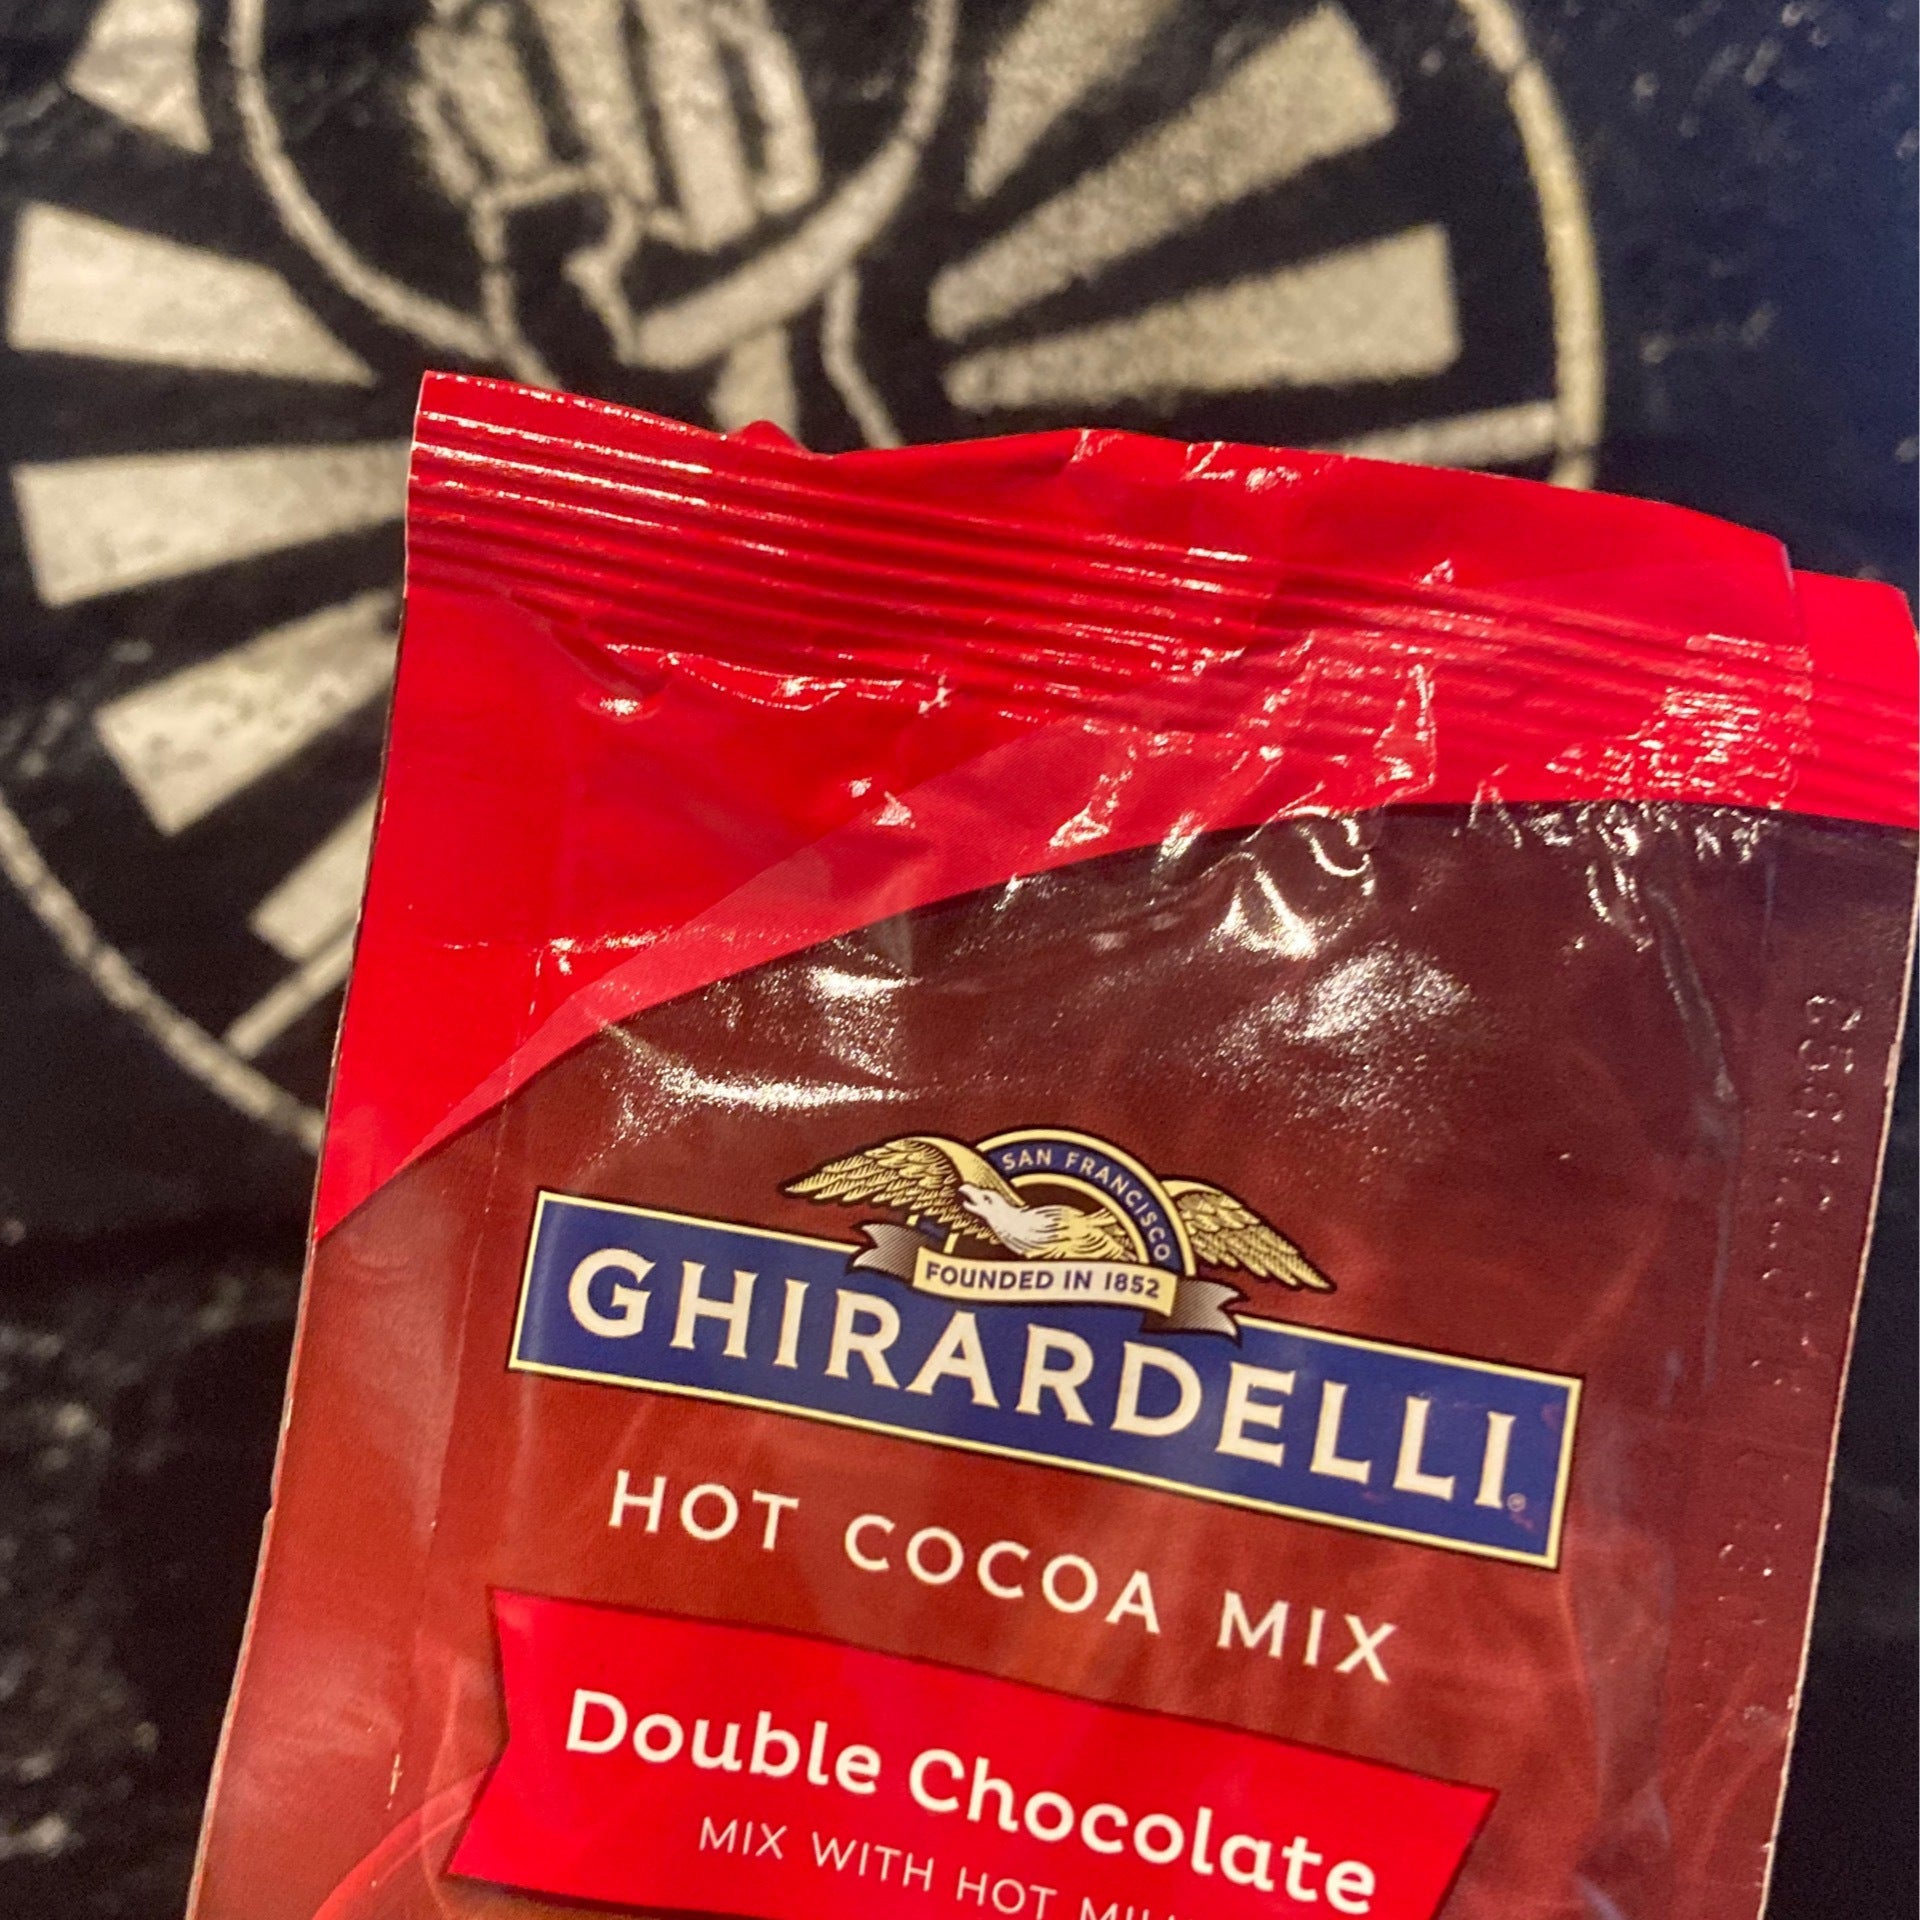 SAN FRANCISCO
FOUNDED IN 1852
GHIRARDELLI®
HOT COCOA MIX
Double Chocolate
MIX WITH HOT